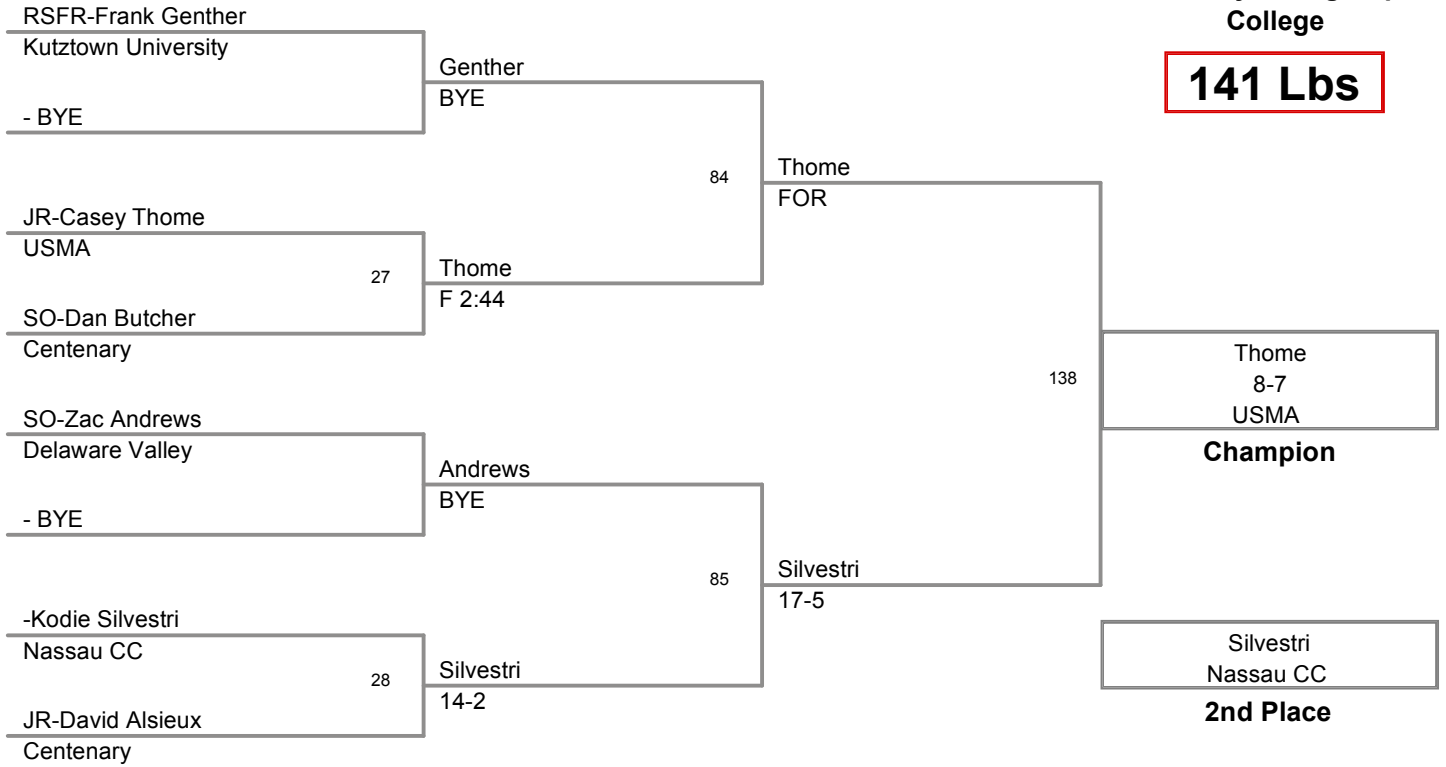 RSFR-Frank Genther
Kutztown University
- BYE
JR-Casey Thome
USMA
27
SO-Dan Butcher
Centenary
SO-Zac Andrews
Delaware Valley
- BYE
-Kodie Silvestri
Nassau CC
28
JR-David Alsieux
Centenary
Genther
BYE
84
Thome
F 2:44
Andrews
BYE
85
Silvestri
14-2
Thome
FOR
138
Silvestri
17-5
College
141 Lbs
Thome
8-7
USMA
Champion
Silvestri
Nassau CC
2nd Place